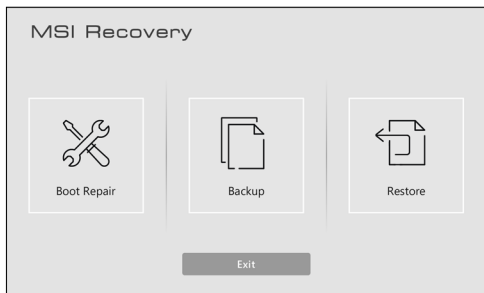 MSI Recovery
Boot Repair
Backup
Restore
Exit